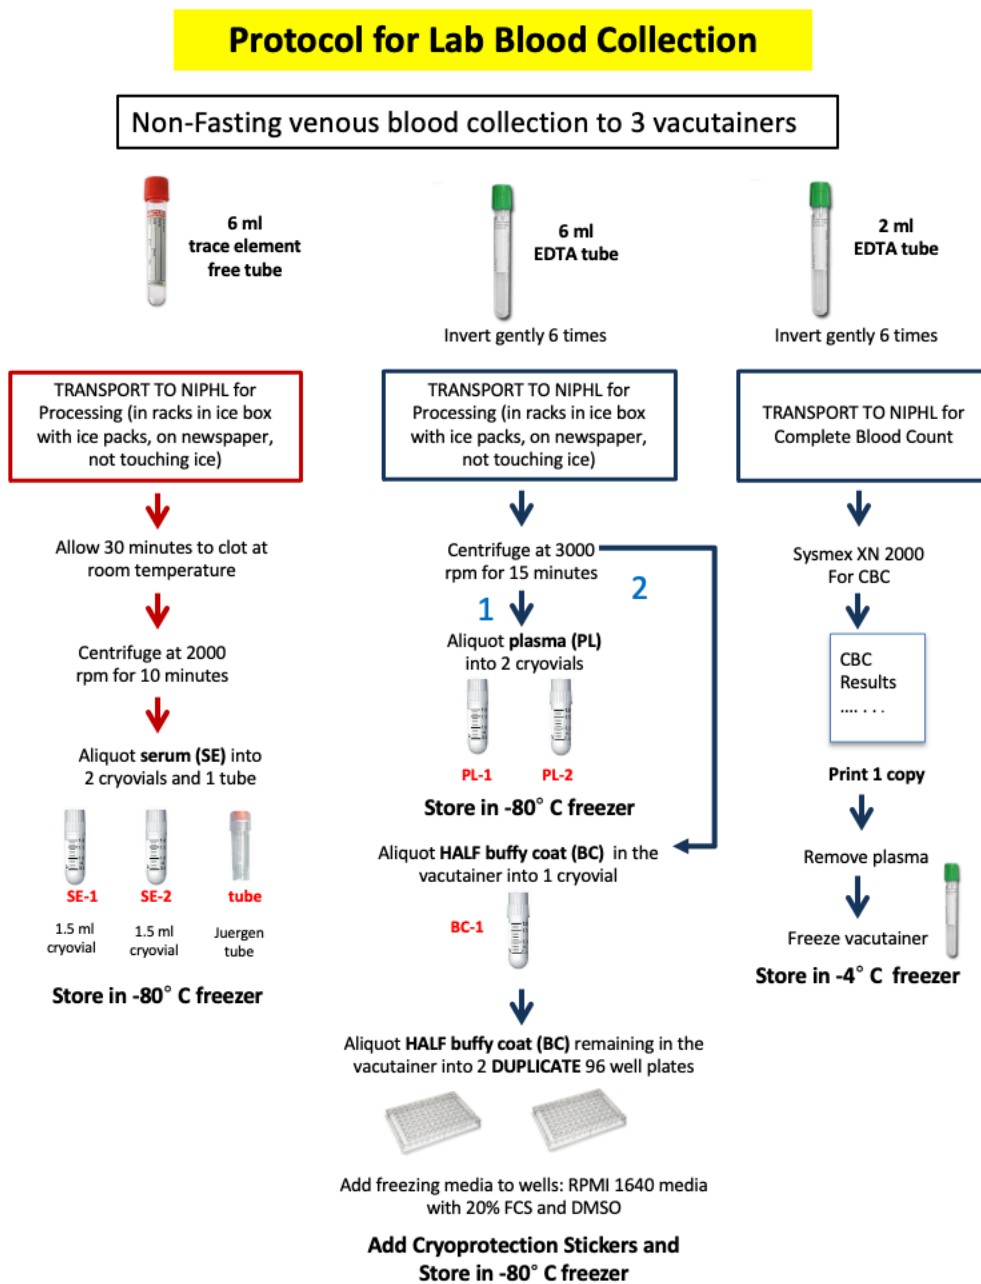 Protocol for Lab Blood Collection
Non-Fasting venous blood collection to 3 vacutainers
6 ml
trace element
free tube
6 ml
EDTA tube
Invert gently 6 times
2 ml
EDTA tube
Invert gently 6 times
TRANSPORT TO NIPHL for
Processing (in racks in ice box
with ice packs, on newspaper,
not touching ice)
Allow 30 minutes to clot at
room temperature
Centrifuge at 2000
rpm for 10 minutes
Aliquot serum (SE) into
2 cryovials and 1 tube
SE-1
SE-2
tube
1.5 ml
cryovial
1.5 ml
cryovial
Juergen
tube
Store in -80° C freezer
TRANSPORT TO NIPHL for
Processing (in racks in ice box
with ice packs, on newspaper,
not touching ice)
Centrifuge at 3000
rpm for 15 minutes
1
2
Aliquot plasma (PL)
into 2 cryovials
PL-1
PL-2
Store in -80° C freezer
Aliquot HALF buffy coat (BC) in the
vacutainer into 1 cryovial
BC-1
Aliquot HALF buffy coat (BC) remaining in the
vacutainer into 2 DUPLICATE 96 well plates
Add freezing media to wells: RPMI 1640 media
with 20% FCS and DMSO
Add Cryoprotection Stickers and
Store in -80° C freezer
TRANSPORT TO NIPHL for
Complete Blood Count
Sysmex XN 2000
For CBC
CBC
Results
.... . . .
Print 1 copy
Remove plasma
Freeze vacutainer
Store in -4° C freezer